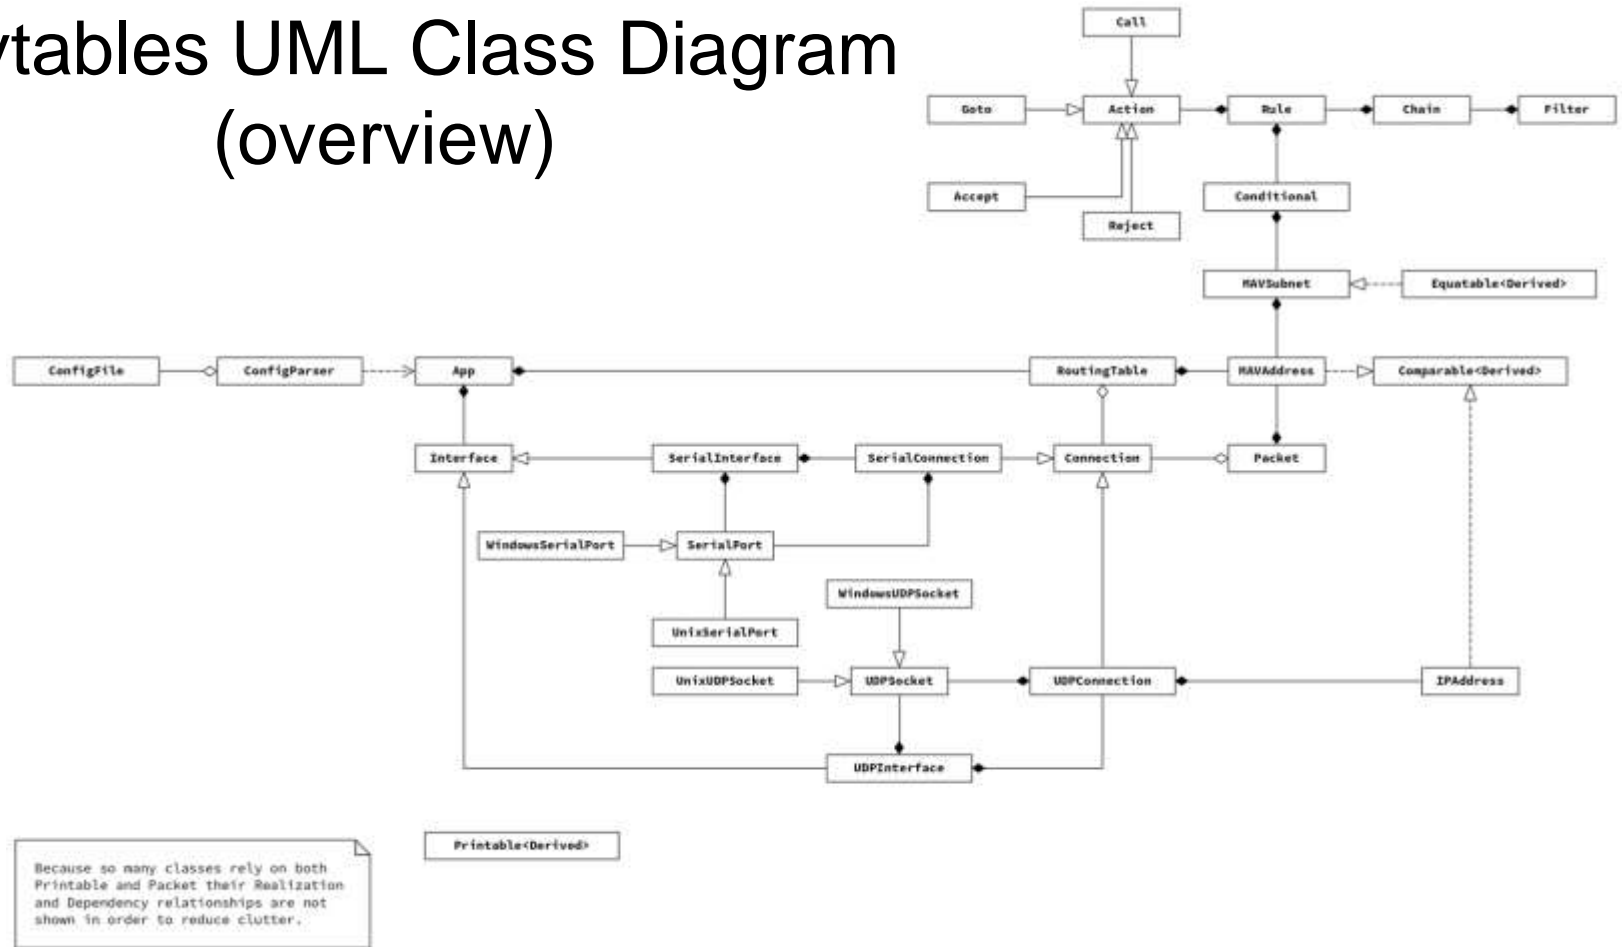 ytables UML Class Diagram
(overview)
Call
Goto
Action
Rule
Chain
Filter
Accept
Reject
Conditional
MAVSubnet
Equatable<Derived>
ConfigFile
ConfigParser
App
RoutingTable
MAVAddress
Comparable<Derived>
Interface
SerialInterface
SerialConnection
Connection
Packet
WindowsSerialPort
SerialPort
WindowsUDPSocket
UnixSerialPort
UnixUDPSocket
UDPSocket
UDPConnection
IPAddress
UDPInterface
Printable<Derived>
Because so many classes rely on both
Printable and Packet their Realization
and Dependency relationships are not
shown in order to reduce clutter.